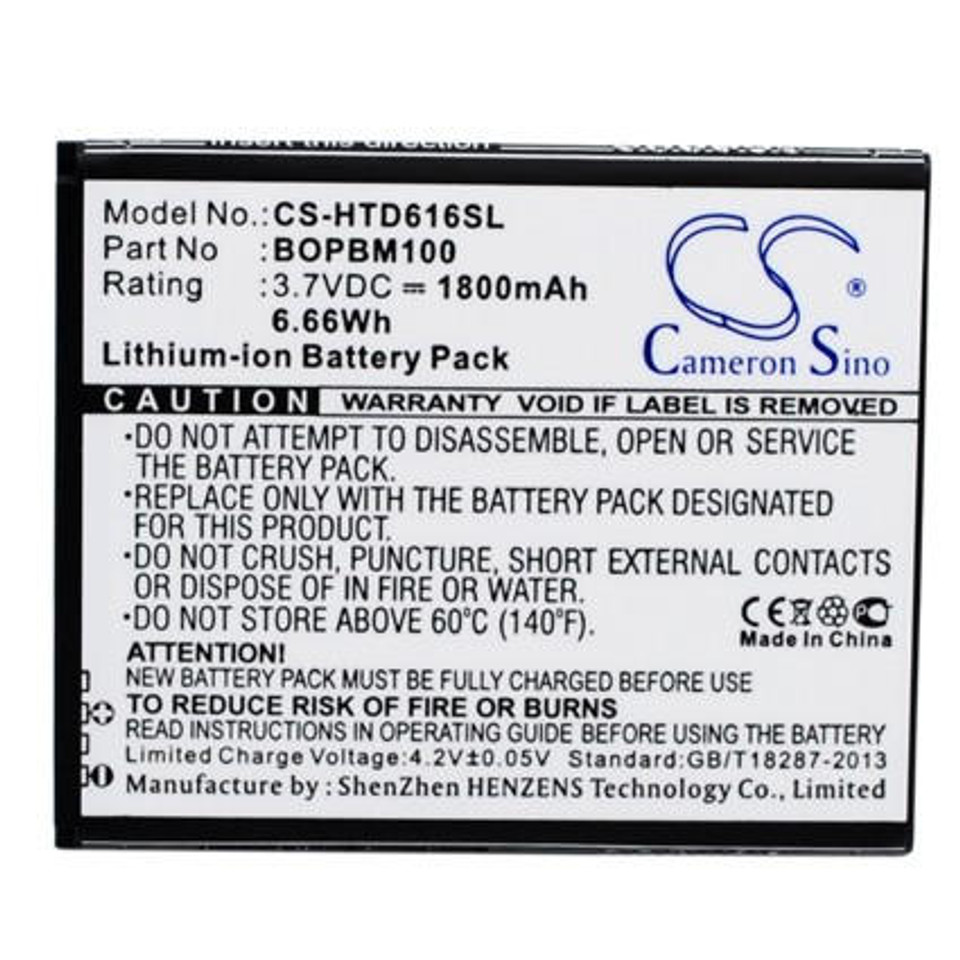 Insert this direction
Model No.: CS-HTD616SL
Part No : BOPBM100
Rating : 3.7VDC ⎓ 1800mAh
6.66Wh
Lithium-ion Battery Pack
CS
®
Cameron Sino
CAUTION WARRANTY VOID IF LABEL IS REMOVED
·DO NOT ATTEMPT TO DISASSEMBLE, OPEN OR SERVICE
THE BATTERY PACK.
·REPLACE ONLY WITH THE BATTERY PACK DESIGNATED
FOR THIS PRODUCT.
·DO NOT CRUSH, PUNCTURE, SHORT EXTERNAL CONTACTS
OR DISPOSE OF IN FIRE OR WATER.
·DO NOT STORE ABOVE 60°C (140°F).
CE
Made In China
ATTENTION!
NEW BATTERY PACK MUST BE FULLY CHARGED BEFORE USE
TO REDUCE RISK OF FIRE OR BURNS
READ INSTRUCTIONS IN OPERATING GUIDE BEFORE USING THE BATTERY
Limited Charge Voltage:4.2V±0.05V Standard:GB/T18287-2013
Manufacture by : ShenZhen HENZENS Technology Co., Limited